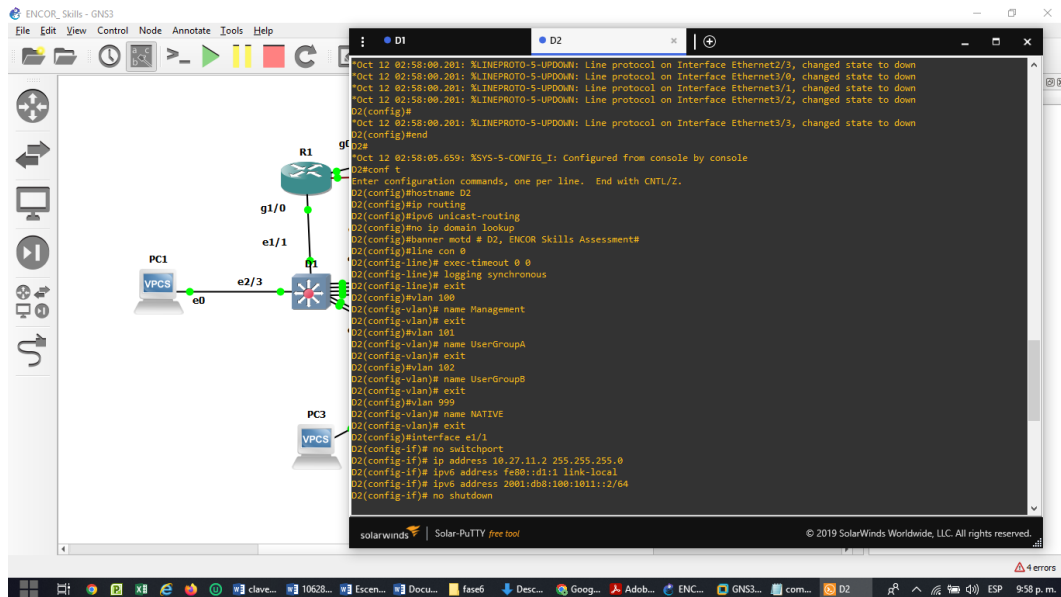 ENCOR_Skills - GNS3
File Edit View Control Node Annotate Tools Help
D1
D2
R1
g1/0
e1/1
D1
PC1
VPCS
e0
e2/3
PC3
VPCS
*Oct 12 02:58:00.201: %LINEPROTO-5-UPDOWN: Line protocol on Interface Ethernet2/3, changed state to down
*Oct 12 02:58:00.201: %LINEPROTO-5-UPDOWN: Line protocol on Interface Ethernet3/0, changed state to down
*Oct 12 02:58:00.201: %LINEPROTO-5-UPDOWN: Line protocol on Interface Ethernet3/1, changed state to down
*Oct 12 02:58:00.201: %LINEPROTO-5-UPDOWN: Line protocol on Interface Ethernet3/2, changed state to down
D2(config)#
*Oct 12 02:58:00.201: %LINEPROTO-5-UPDOWN: Line protocol on Interface Ethernet3/3, changed state to down
D2(config)#end
D2#
*Oct 12 02:58:05.659: %SYS-5-CONFIG_I: Configured from console by console
D2#conf t
Enter configuration commands, one per line. End with CNTL/Z.
D2(config)#hostname D2
D2(config)#ip routing
D2(config)#ipv6 unicast-routing
D2(config)#no ip domain lookup
D2(config)#banner motd # D2, ENCOR Skills Assessment#
D2(config)#line con 0
D2(config-line)# exec-timeout 0 0
D2(config-line)# logging synchronous
D2(config-line)# exit
D2(config)#vlan 100
D2(config-vlan)# name Management
D2(config-vlan)# exit
D2(config)#vlan 101
D2(config-vlan)# name UserGroupA
D2(config-vlan)# exit
D2(config)#vlan 102
D2(config-vlan)# name UserGroupB
D2(config-vlan)# exit
D2(config)#vlan 999
D2(config-vlan)# name NATIVE
D2(config-vlan)# exit
D2(config)#interface e1/1
D2(config-if)# no switchport
D2(config-if)# ip address 10.27.11.2 255.255.255.0
D2(config-if)# ipv6 address fe80::d1:1 link-local
D2(config-if)# ipv6 address 2001:db8:100:1011::2/64
D2(config-if)# no shutdown
solarwinds Solar-PuTTY free tool
© 2019 SolarWinds Worldwide, LLC. All rights reserved.
4 errors
clave... 10628... Escen... Docu... fase6 Desc... Goog... Adob... ENC... GNS3... com... D2 ESP 9:58 p. m.